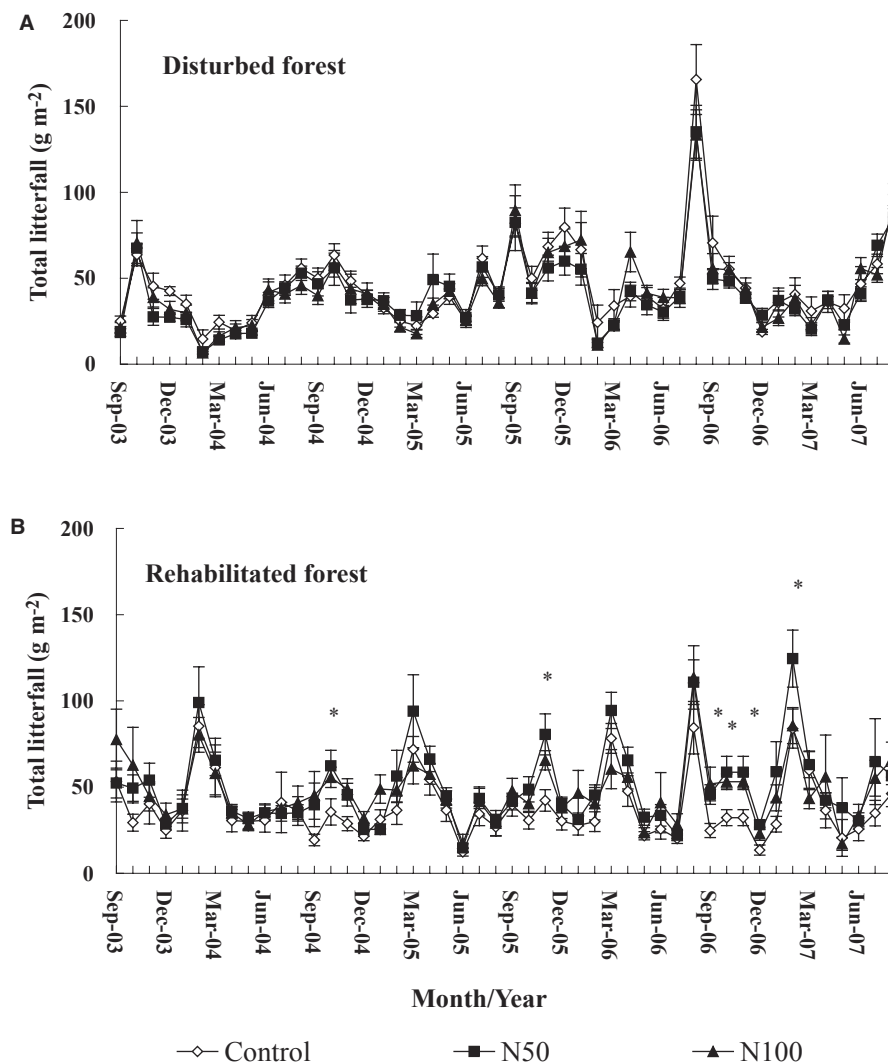 A
Disturbed forest
Total litterfall (g m⁻²)
200
150
100
50
0
Sep-03
Dec-03
Mar-04
Jun-04
Sep-04
Dec-04
Mar-05
Jun-05
Sep-05
Dec-05
Mar-06
Jun-06
Sep-06
Dec-06
Mar-07
Jun-07
B
Rehabilitated forest
Total litterfall (g m⁻²)
200
150
100
50
0
* * * * * *
Sep-03
Dec-03
Mar-04
Jun-04
Sep-04
Dec-04
Mar-05
Jun-05
Sep-05
Dec-05
Mar-06
Jun-06
Sep-06
Dec-06
Mar-07
Jun-07
Month/Year
Control N50 N100